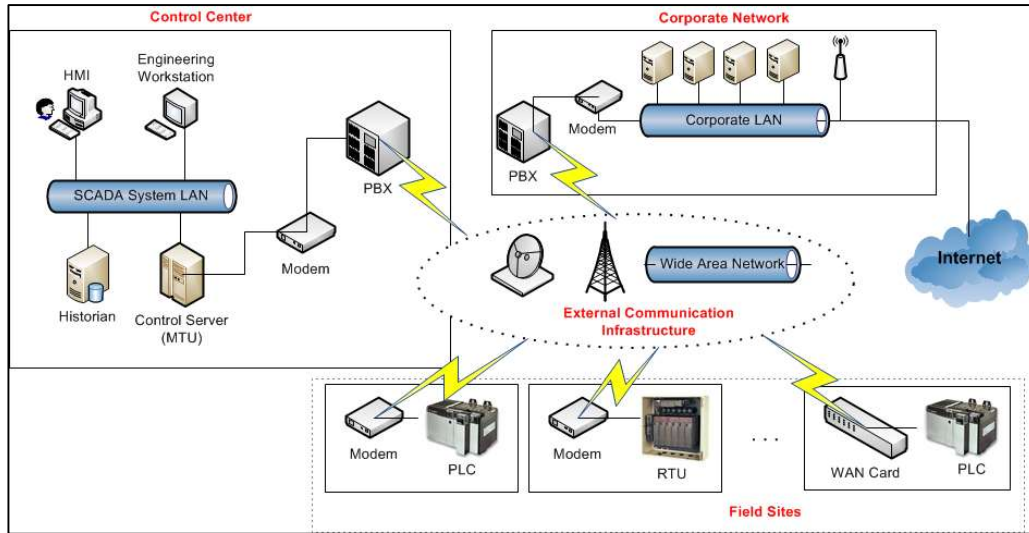 Control Center
HMI
Engineering
Workstation
SCADA System LAN
Historian
Control Server
(MTU)
Modem
PBX
Corporate Network
Modem
Corporate LAN
PBX
Internet
Wide Area Network
External Communication
Infrastructure
Modem
PLC
Modem
RTU
...
WAN Card
PLC
Field Sites